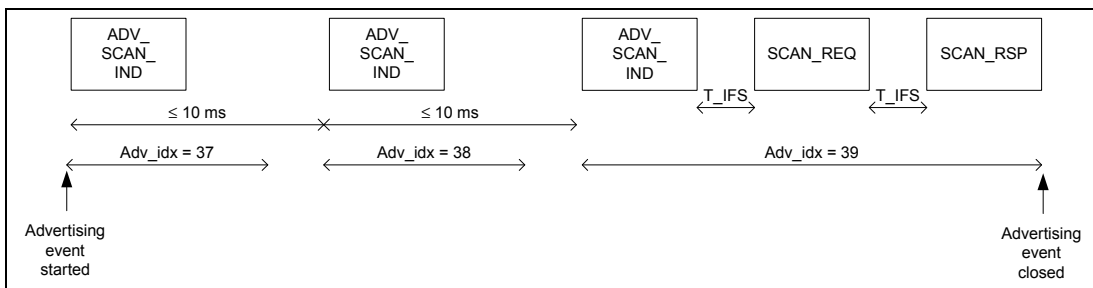 ADV_
SCAN_
IND
ADV_
SCAN_
IND
ADV_
SCAN_
IND
SCAN_REQ
SCAN_RSP
T_IFS
T_IFS
≤ 10 ms
≤ 10 ms
Adv_idx = 37
Adv_idx = 38
Adv_idx = 39
Advertising
event
started
Advertising
event
closed